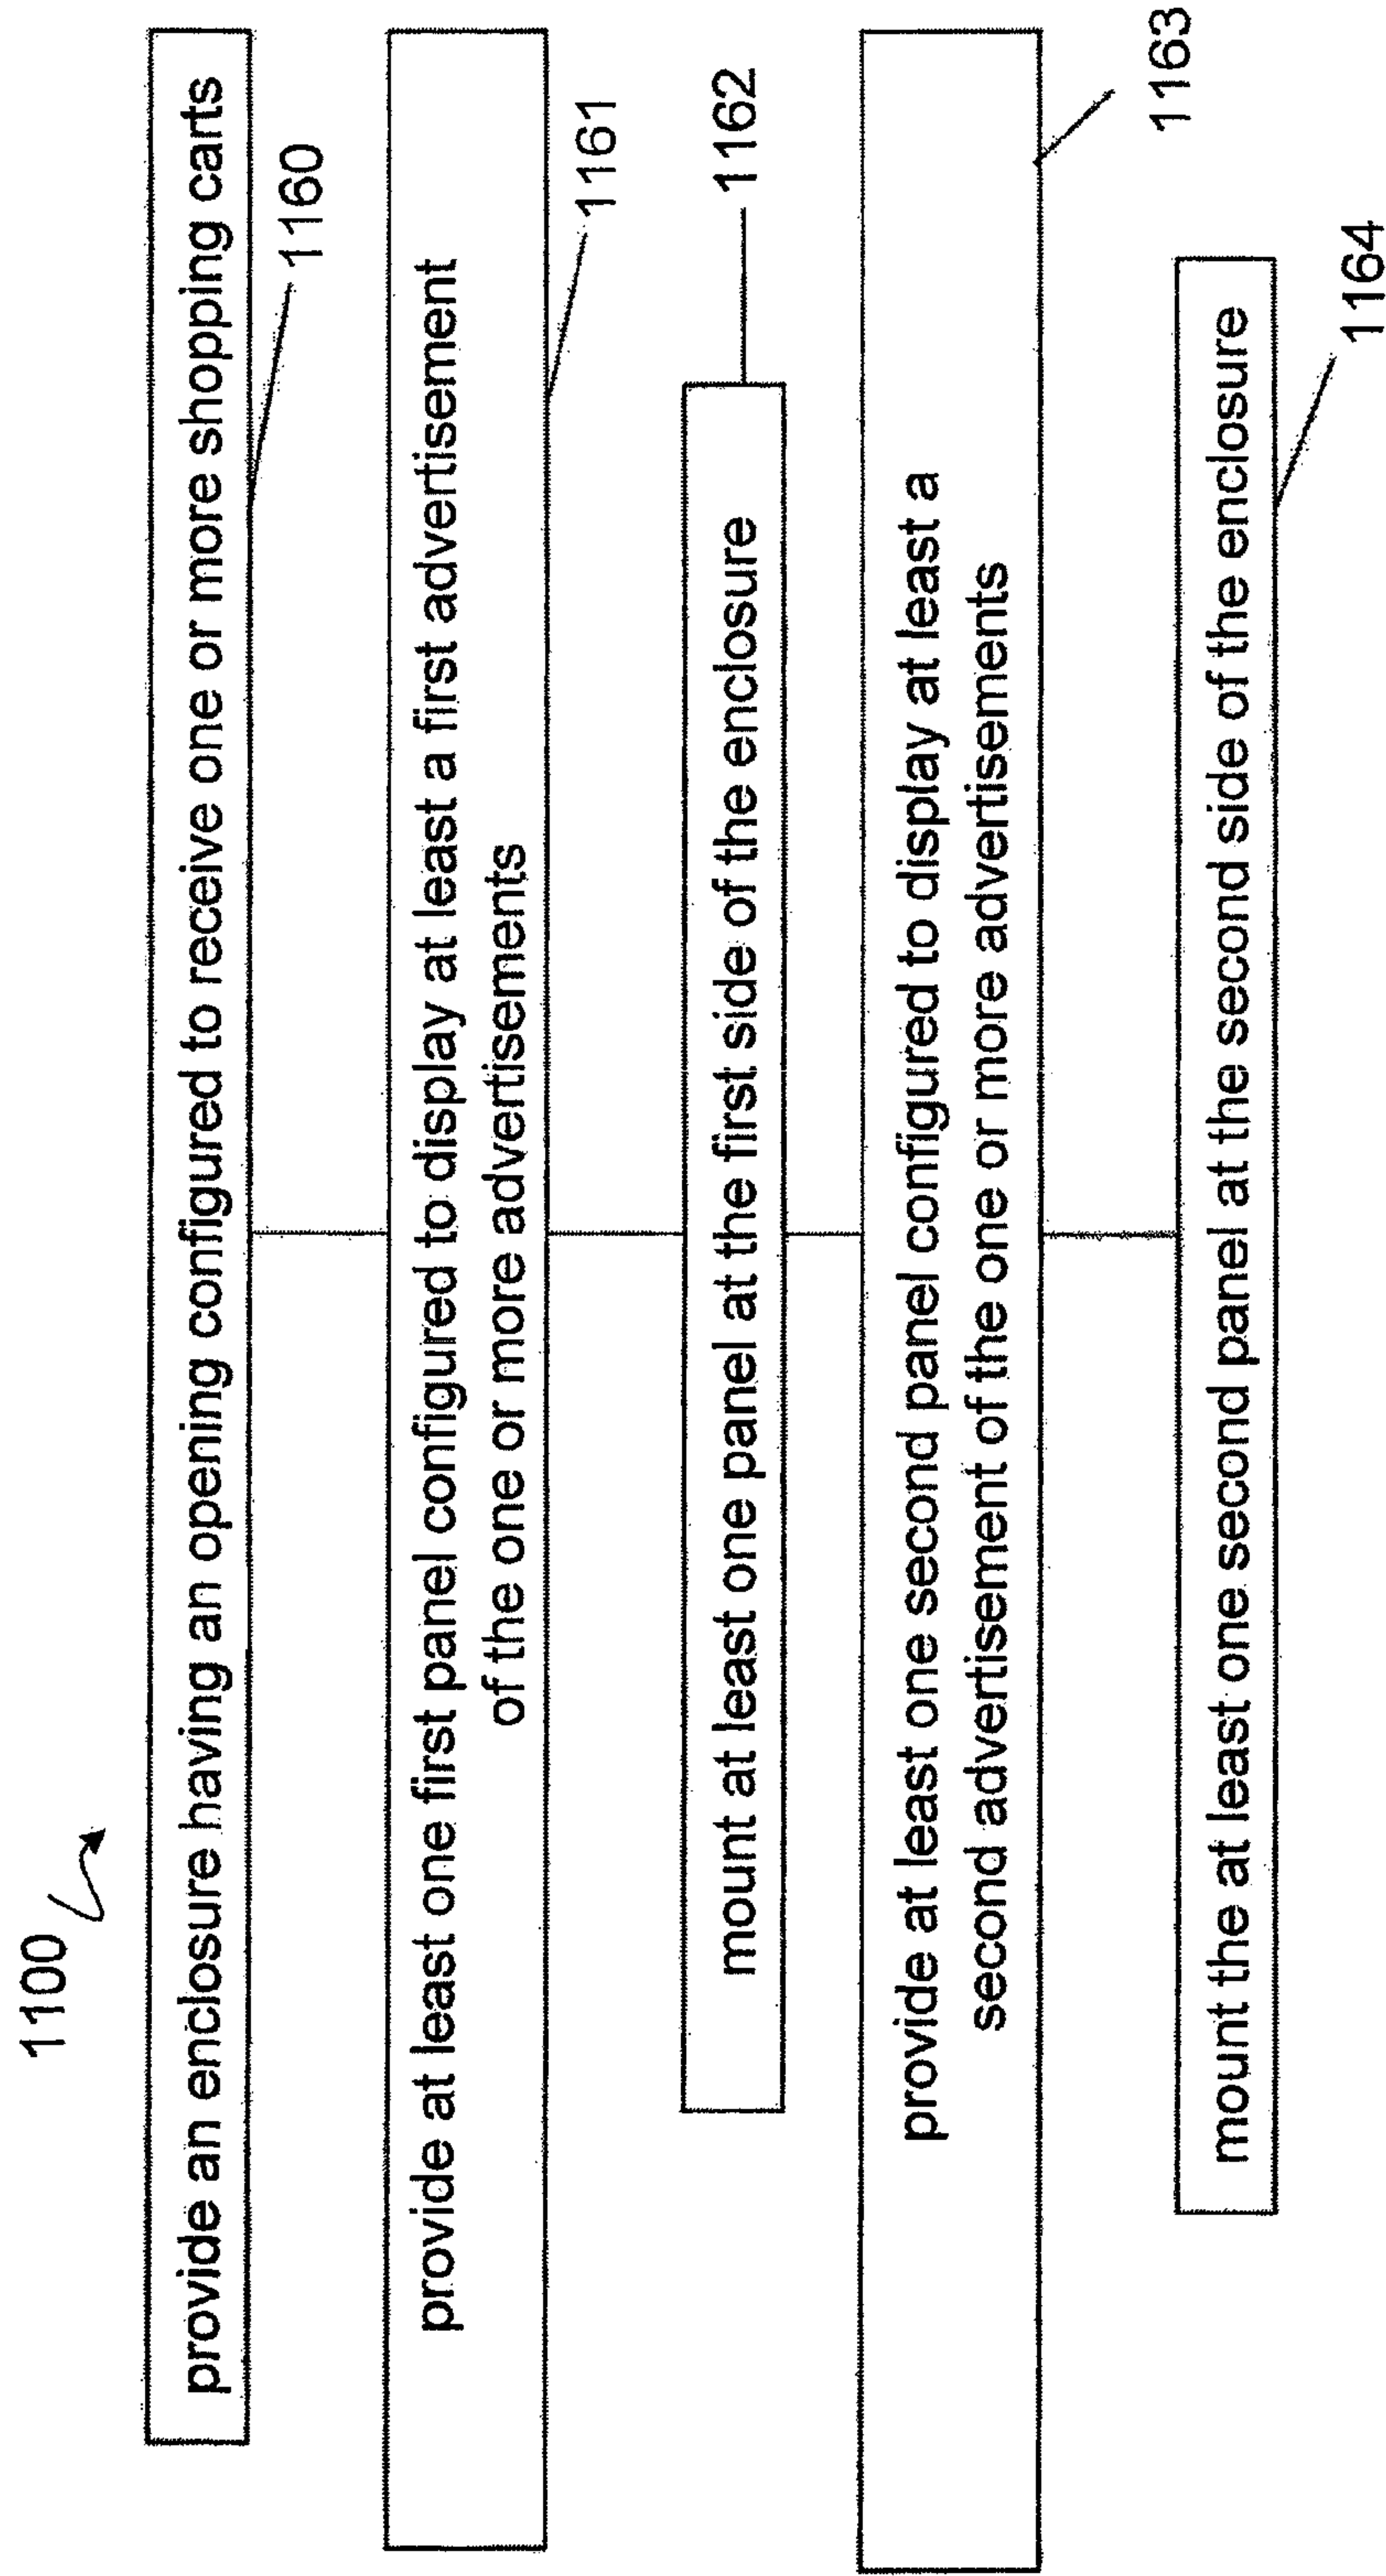 1100
provide an enclosure having an opening configured to receive one or more shopping carts
1160
provide at least one first panel configured to display at least a first advertisement
of the one or more advertisements
1161
mount at least one panel at the first side of the enclosure
1162
provide at least one second panel configured to display at least a
second advertisement of the one or more advertisements
1163
mount the at least one second panel at the second side of the enclosure
1164